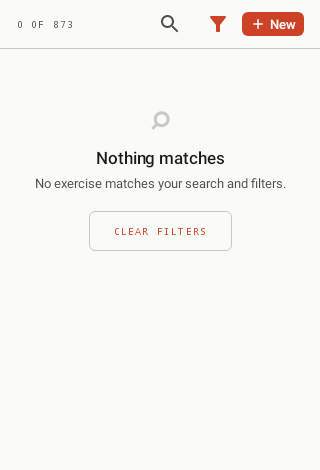 0 OF 873
New
Nothing matches
No exercise matches your search and filters.
CLEAR FILTERS